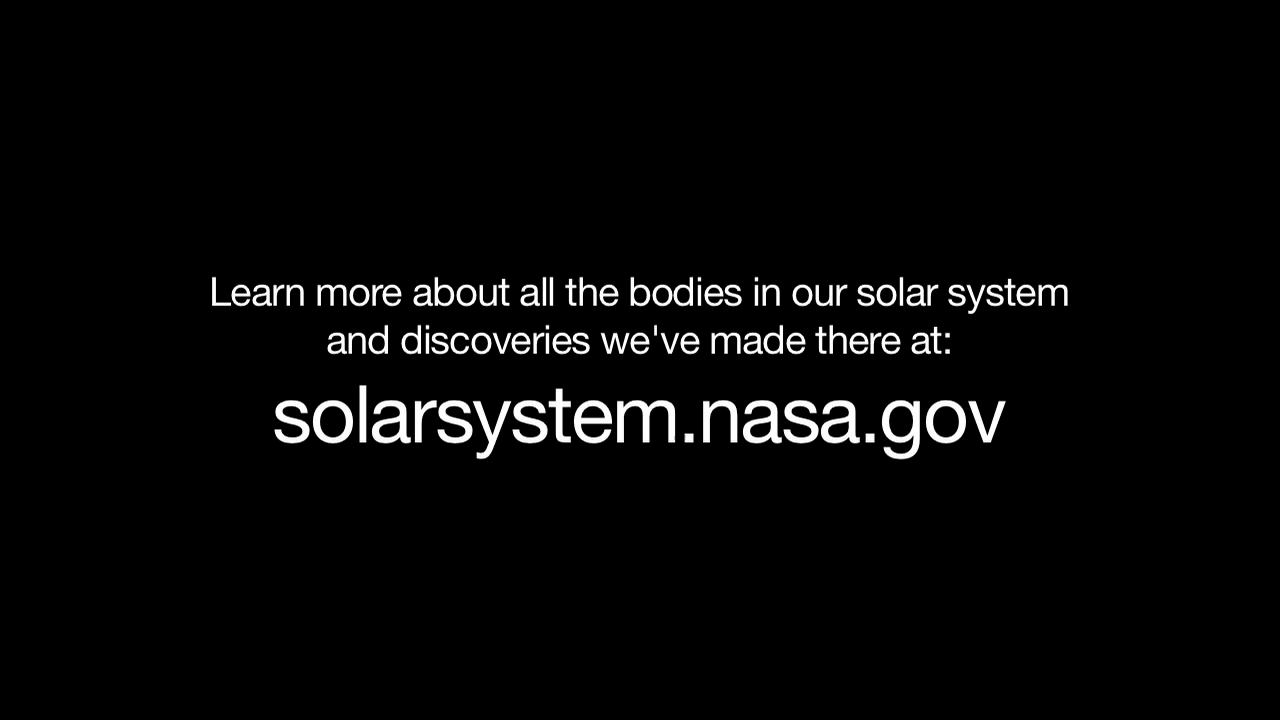 Learn more about all the bodies in our solar system
and discoveries we've made there at:
solarsystem.nasa.gov